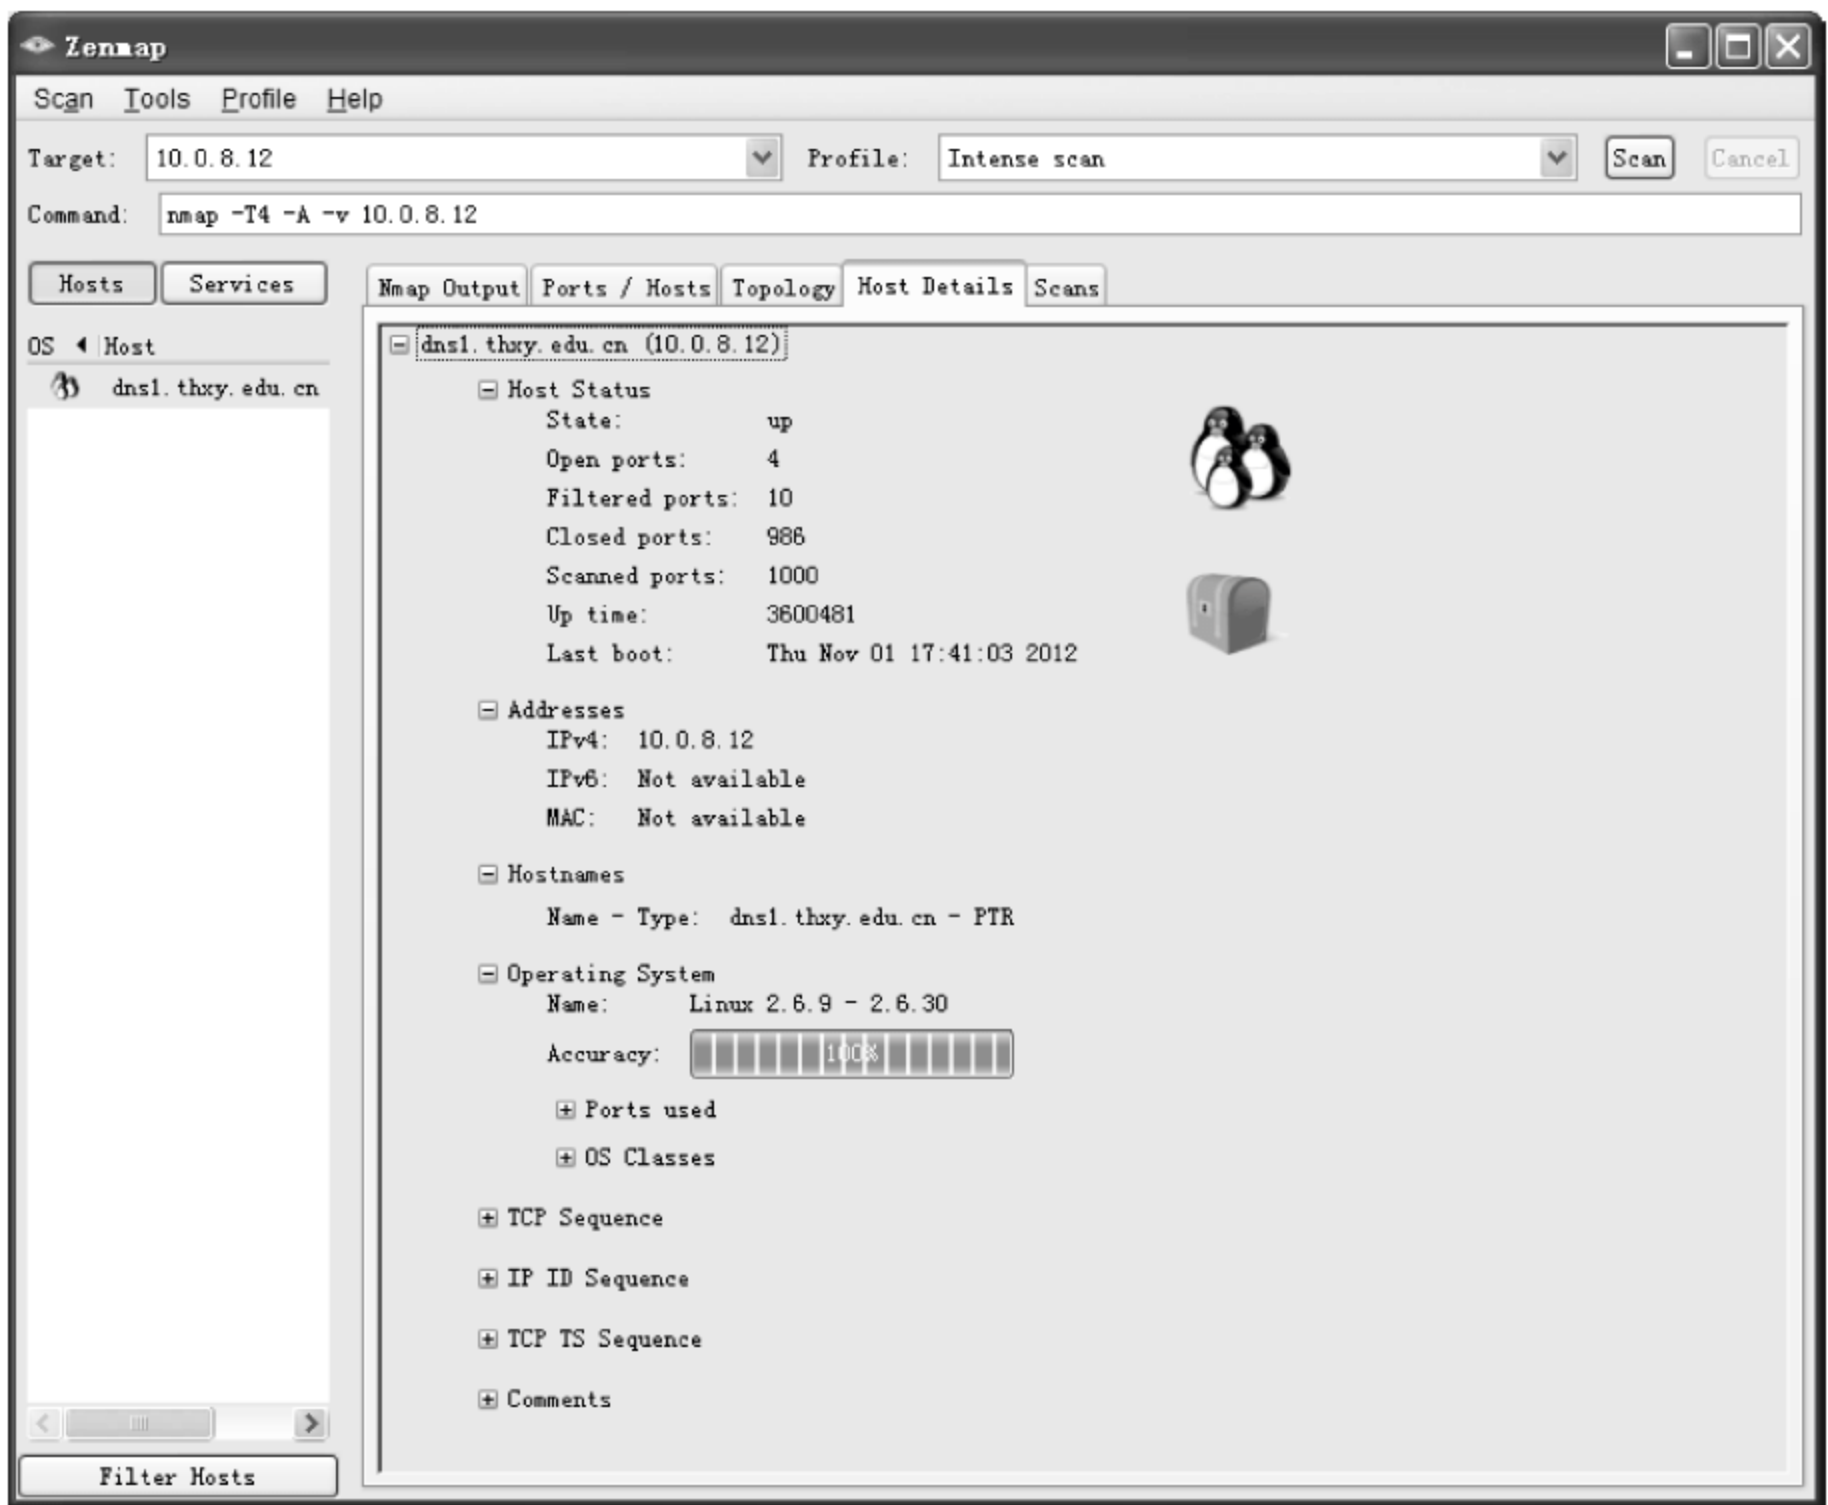 Zenmap
Scan Tools Profile Help
Target: 10.0.8.12 Profile: Intense scan Scan Cancel
Command: nmap -T4 -A -v 10.0.8.12
Hosts Services Nmap Output Ports / Hosts Topology Host Details Scans
OS Host
dns1.thxy.edu.cn
dns1.thxy.edu.cn (10.0.8.12)
Host Status
State: up
Open ports: 4
Filtered ports: 10
Closed ports: 986
Scanned ports: 1000
Up time: 3600481
Last boot: Thu Nov 01 17:41:03 2012
Addresses
IPv4: 10.0.8.12
IPv6: Not available
MAC: Not available
Hostnames
Name - Type: dns1.thxy.edu.cn - PTR
Operating System
Name: Linux 2.6.9 - 2.6.30
Accuracy: 100%
Ports used
OS Classes
TCP Sequence
IP ID Sequence
TCP TS Sequence
Comments
Filter Hosts